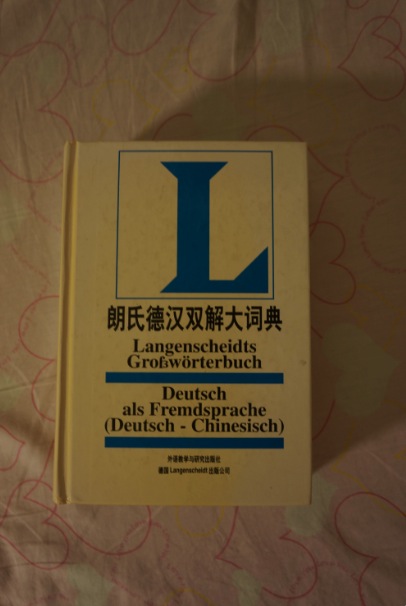 L
朗氏德汉双解大词典
Langenscheidts
Großwörterbuch
Deutsch
als Fremdsprache
(Deutsch - Chinesisch)
外语教学与研究出版社
德国 Langenscheidt 出版公司